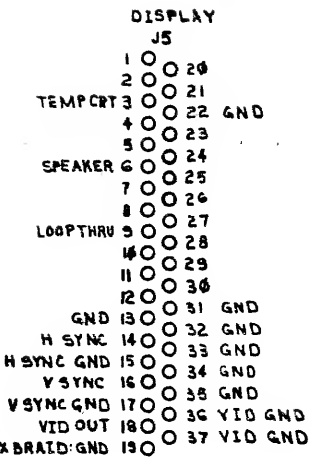 DISPLAY
J5
1
20
2
21
TEMPCRT 3
22 GND
4
23
5
24
SPEAKER 6
25
7
26
8
27
LOOPTHRU 9
28
10
29
11
30
12
31 GND
GND 13
32 GND
H SYNC 14
33 GND
H SYNC GND 15
34 GND
V SYNC 16
35 GND
V SYNC GND 17
36 VID GND
VID OUT 18
37 VID GND
X BRAID:GND 19